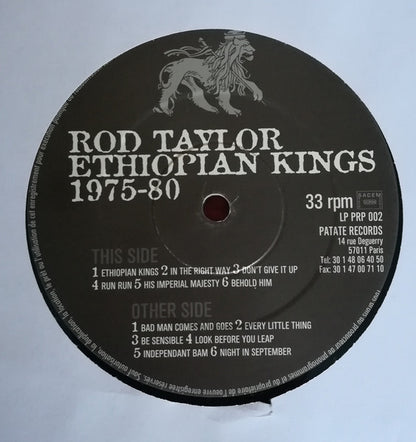 ROD TAYLOR
ETHIOPIAN KINGS
1975-80
33 rpm
SACEM
LP PRP 002
PATATE RECORDS
14 rue Deguerry
57011 Paris
Tel: 30 1 48 06 40 50
Fax: 30 1 47 00 71 10
THIS SIDE
1 ETHIOPIAN KINGS 2 IN THE RIGHT WAY 3 DON'T GIVE IT UP
4 RUN RUN 5 HIS IMPERIAL MAJESTY 6 BEHOLD HIM
OTHER SIDE
1 BAD MAN COMES AND GOES 2 EVERY LITTLE THING
3 BE SENSIBLE 4 LOOK BEFORE YOU LEAP
5 INDEPENDANT BAM 6 NIGHT IN SEPTEMBER